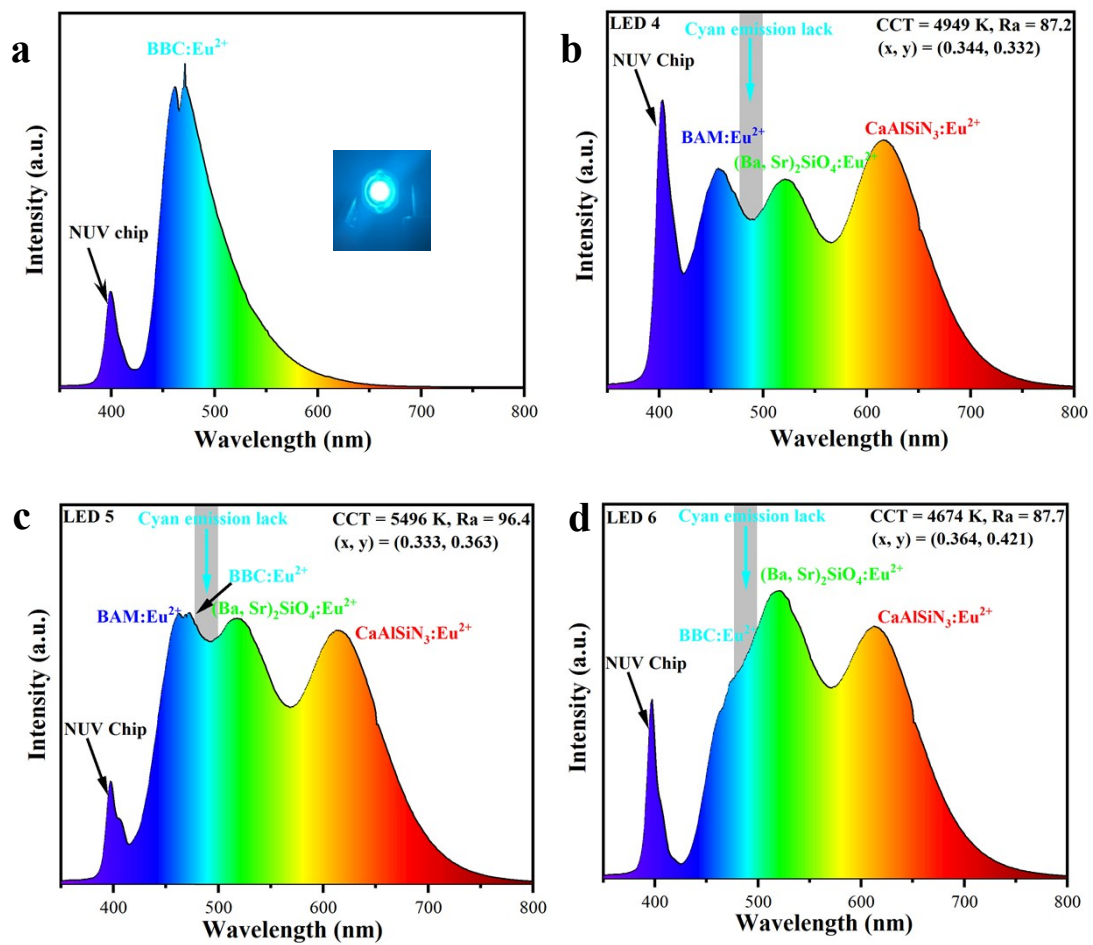 a
BBC:Eu²⁺
NUV chip
Intensity (a.u.)
400 500 600 700 800
Wavelength (nm)
b
LED 4
Cyan emission lack
CCT = 4949 K, Ra = 87.2
(x, y) = (0.344, 0.332)
NUV Chip
BAM:Eu²⁺
(Ba, Sr)₂SiO₄:Eu²⁺
CaAlSiN₃:Eu²⁺
Intensity (a.u.)
400 500 600 700 800
Wavelength (nm)
c
LED 5
Cyan emission lack
CCT = 5496 K, Ra = 96.4
(x, y) = (0.333, 0.363)
BBC:Eu²⁺
BAM:Eu²⁺
(Ba, Sr)₂SiO₄:Eu²⁺
CaAlSiN₃:Eu²⁺
NUV Chip
Intensity (a.u.)
400 500 600 700 800
Wavelength (nm)
d
LED 6
Cyan emission lack
CCT = 4674 K, Ra = 87.7
(x, y) = (0.364, 0.421)
(Ba, Sr)₂SiO₄:Eu²⁺
BBC:Eu²⁺
CaAlSiN₃:Eu²⁺
NUV Chip
Intensity (a.u.)
400 500 600 700 800
Wavelength (nm)